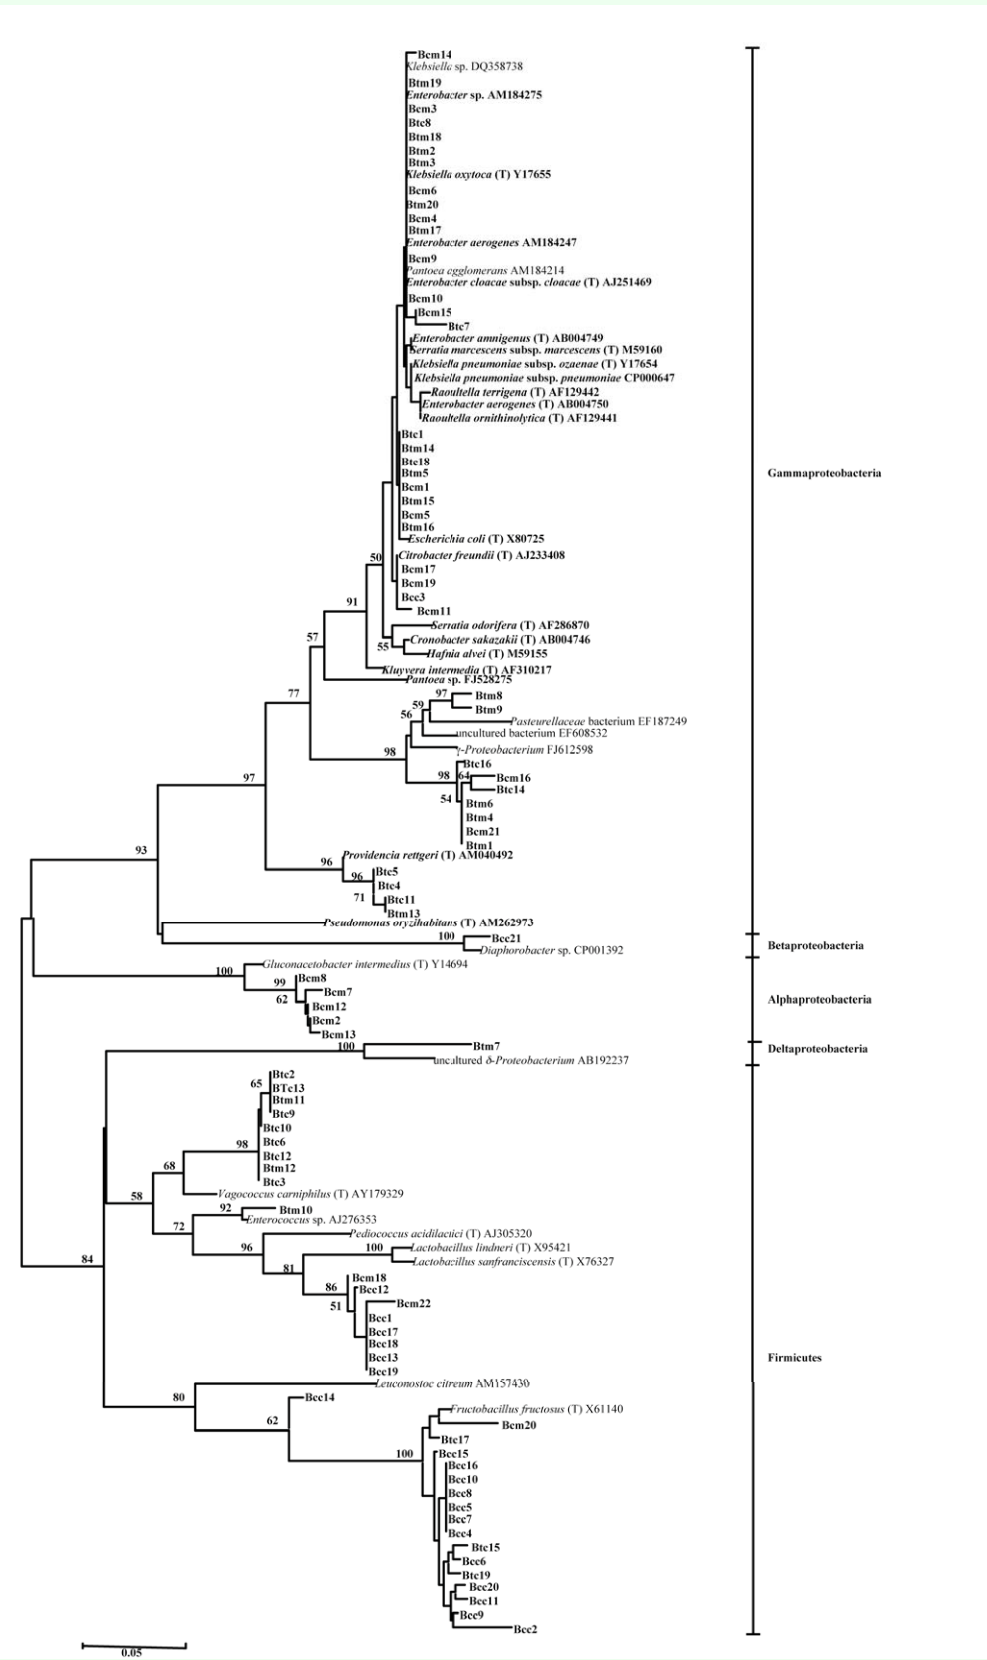 Bcm14
Klebsiella sp. DQ358738
Btm19
Enterobacter sp. AM184275
Bcm3
Btc8
Btm18
Btm2
Btm3
Klebsiella oxytoca (T) Y17655
Bcm6
Btm20
Bcm4
Btm17
Enterobacter aerogenes AM184247
Bcm9
Pantoea agglomerans AM184214
Enterobacter cloacae subsp. cloacae (T) AJ251469
Bcm10
Bcm15
Btc7
Enterobacter amnigenus (T) AB004749
Serratia marcescens subsp. marcescens (T) M59160
Klebsiella pneumoniae subsp. ozaenae (T) Y17654
Klebsiella pneumoniae subsp. pneumoniae CP000647
Raoultella terrigena (T) AF129442
Enterobacter aerogenes (T) AB004750
Raoultella ornithinolytica (T) AF129441
Btc1
Btm14
Btc18
Btm5
Gammaproteobacteria
Bcm1
Btm15
Bcm5
Btm16
Escherichia coli (T) X80725
50
Citrobacter freundii (T) AJ233408
Bcm17
Bcm19
Bcc3
91
Bcm11
Serratia odorifera (T) AF286870
57
Cronobacter sakazakii (T) AB004746
55
Hafnia alvei (T) M59155
Kluyvera intermedia (T) AF310217
Pantoea sp. FJ528275
77
97
Btm8
59
Btm9
56
Pasteurellaceae bacterium EF187249
uncultured bacterium EF608532
98
γ-Proteobacterium FJ612598
Btc16
97
98
64
Bcm16
Btc14
54
Btm6
Btm4
Bcm21
Btm1
93
Providencia rettgeri (T) AM040492
96
96
Btc5
Btc4
71
Btc11
Btm13
Pseudomonas oryzihabitans (T) AM262973
100
Bcc21
Betaproteobacteria
Diaphorobacter sp. CP001392
Gluconacetobacter intermedius (T) Y14694
100
99
Bcm8
62
Bcm7
Alphaproteobacteria
Bcm12
Bcm2
Bcm13
100
Btm7
Deltaproteobacteria
uncultured δ-Proteobacterium AB192237
Btc2
65
BTc13
Btm11
Btc9
Btc10
98
Btc6
Btc12
68
Btm12
Btc3
58
Vagococcus carniphilus (T) AY179329
92
Btm10
Enterococcus sp. AJ276353
72
Pediococcus acidilactici (T) AJ305320
96
100
Lactobacillus lindneri (T) X95421
84
Lactobacillus sanfranciscensis (T) X76327
81
Bcm18
86
Bcc12
51
Bcm22
Bcc1
Bcc17
Bcc18
Bcc13
Firmicutes
Bcc19
Leuconostoc citreum AM157430
80
Bcc14
Fructobacillus fructosus (T) X61140
62
Bcm20
Btc17
100
Bcc15
Bcc16
Bcc10
Bcc8
Bcc5
Bcc7
Bcc4
Btc15
Bcc6
Btc19
Bcc20
Bcc11
Bcc9
Bcc2
0.05